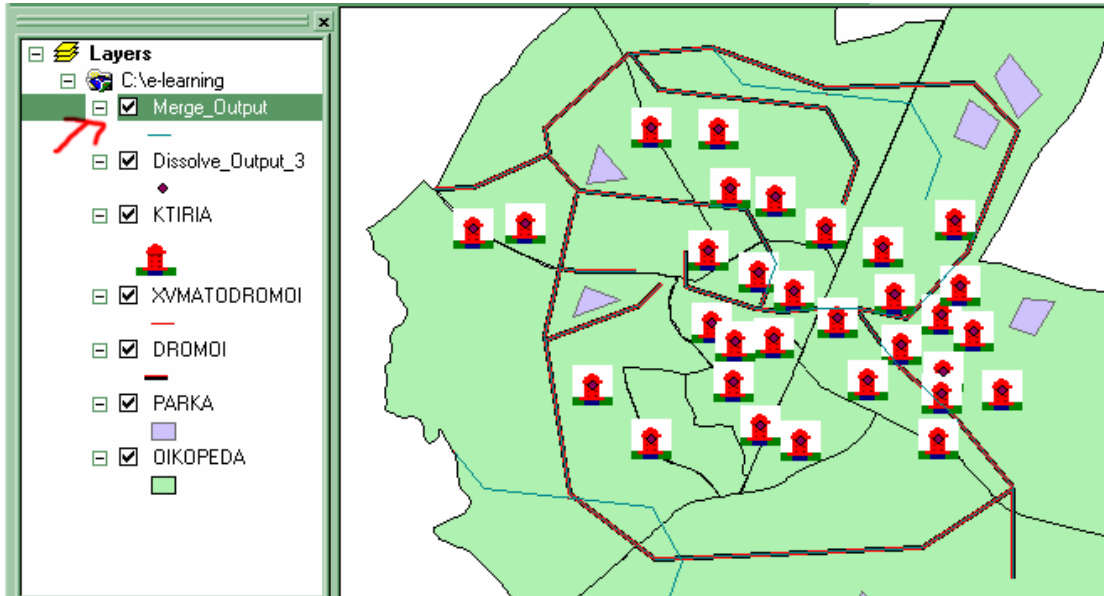 Layers
C:\e-learning
Merge_Output
Dissolve_Output_3
KTIRIA
XVMATODROMOI
DROMOI
PARKA
OIKOPEDA